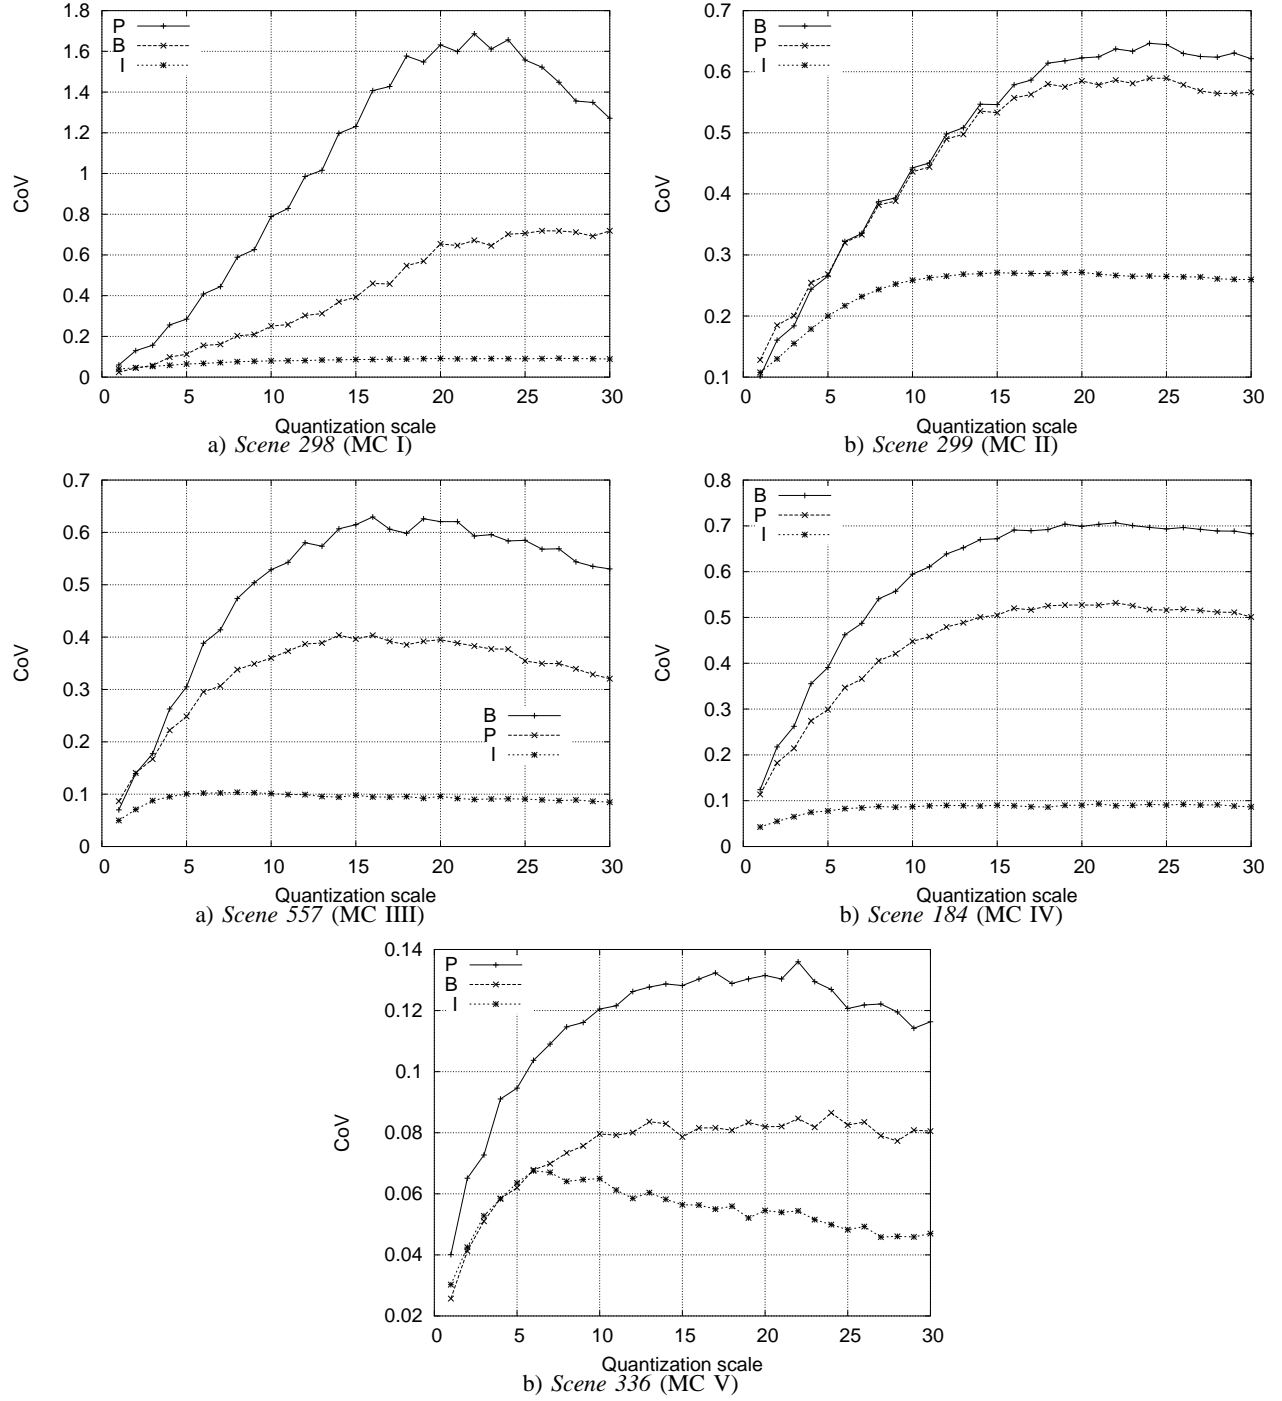 1.8
1.6
1.4
1.2
1
0.8
0.6
0.4
0.2
0
CoV
P
B
I
0 5 10 15 20 25 30
Quantization scale
a) Scene 298 (MC I)
0.7
0.6
0.5
0.4
0.3
0.2
0.1
CoV
B
P
I
0 5 10 15 20 25 30
Quantization scale
b) Scene 299 (MC II)
0.7
0.6
0.5
0.4
0.3
0.2
0.1
0
CoV
B
P
I
0 5 10 15 20 25 30
Quantization scale
a) Scene 557 (MC IIII)
0.8
0.7
0.6
0.5
0.4
0.3
0.2
0.1
0
CoV
B
P
I
0 5 10 15 20 25 30
Quantization scale
b) Scene 184 (MC IV)
0.14
0.12
0.1
0.08
0.06
0.04
0.02
CoV
P
B
I
0 5 10 15 20 25 30
Quantization scale
b) Scene 336 (MC V)